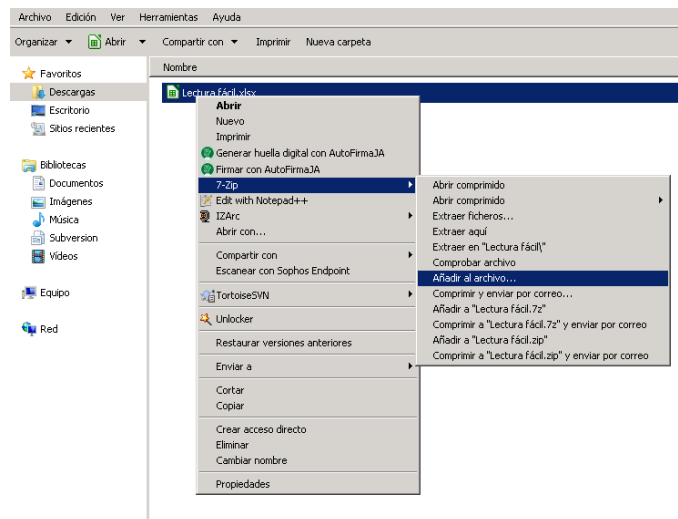 Archivo Edición Ver Herramientas Ayuda
Organizar Abrir Compartir con Imprimir Nueva carpeta
Favoritos
Descargas
Escritorio
Sitios recientes
Bibliotecas
Documentos
Imágenes
Música
Subversion
Vídeos
Equipo
Red
Nombre
Lectura fácil.xlsx
Abrir
Nuevo
Imprimir
Generar huella digital con AutoFirmaJA
Firmar con AutoFirmaJA
7-Zip
Edit with Notepad++
IZArc
Abrir con...
Compartir con
Escanear con Sophos Endpoint
TortoiseSVN
Unlocker
Restaurar versiones anteriores
Enviar a
Cortar
Copiar
Crear acceso directo
Eliminar
Cambiar nombre
Propiedades
Abrir comprimido
Abrir comprimido
Extraer ficheros...
Extraer aquí
Extraer en "Lectura fácil\"
Comprobar archivo
Añadir al archivo...
Comprimir y enviar por correo...
Añadir a "Lectura fácil.7z"
Comprimir a "Lectura fácil.7z" y enviar por correo
Añadir a "Lectura fácil.zip"
Comprimir a "Lectura fácil.zip" y enviar por correo